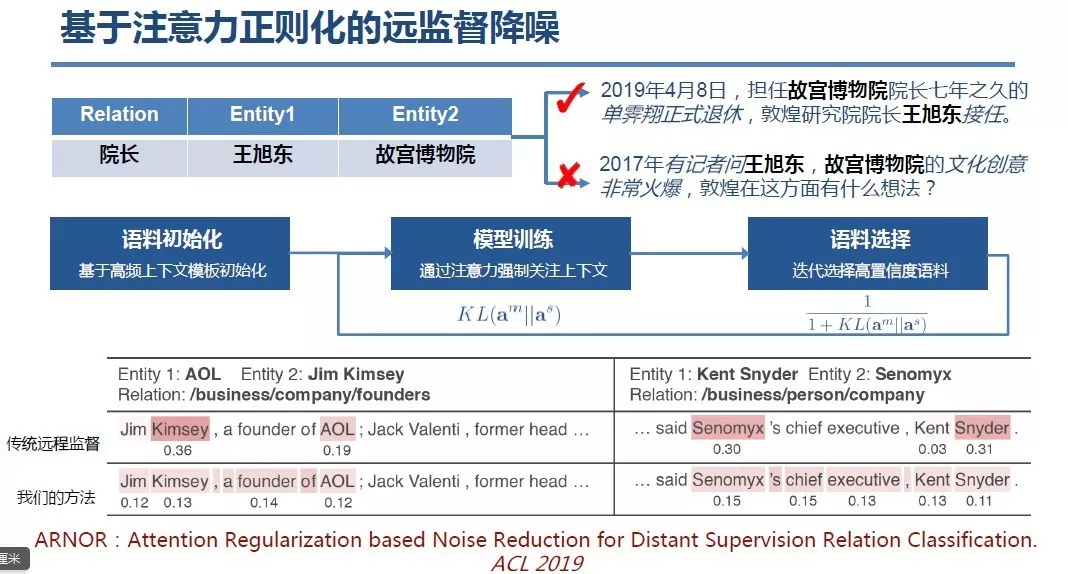 基于注意力正则化的远监督降噪
Relation Entity1 Entity2
院长 王旭东 故宫博物院
2019年4月8日，担任故宫博物院院长七年之久的
单霁翔正式退休，敦煌研究院院长王旭东接任。
2017年有记者问王旭东，故宫博物院的文化创意
非常火爆，敦煌在这方面有什么想法？
语料初始化
基于高频上下文模板初始化
模型训练
通过注意力强制关注上下文
语料选择
迭代选择高置信度语料
KL(a^m||a^s)
1
1 + KL(a^m||a^s)
Entity 1: AOL Entity 2: Jim Kimsey
Relation: /business/company/founders
Entity 1: Kent Snyder Entity 2: Senomyx
Relation: /business/person/company
传统远程监督
Jim Kimsey , a founder of AOL ; Jack Valenti , former head ...
0.36 0.19
... said Senomyx 's chief executive , Kent Snyder .
0.30 0.03 0.31
我们的方法
Jim Kimsey , a founder of AOL ; Jack Valenti , former head ...
0.12 0.13 0.14 0.12
... said Senomyx 's chief executive , Kent Snyder .
0.15 0.15 0.13 0.13 0.11
ARNOR：Attention Regularization based Noise Reduction for Distant Supervision Relation Classification.
ACL 2019
厘米